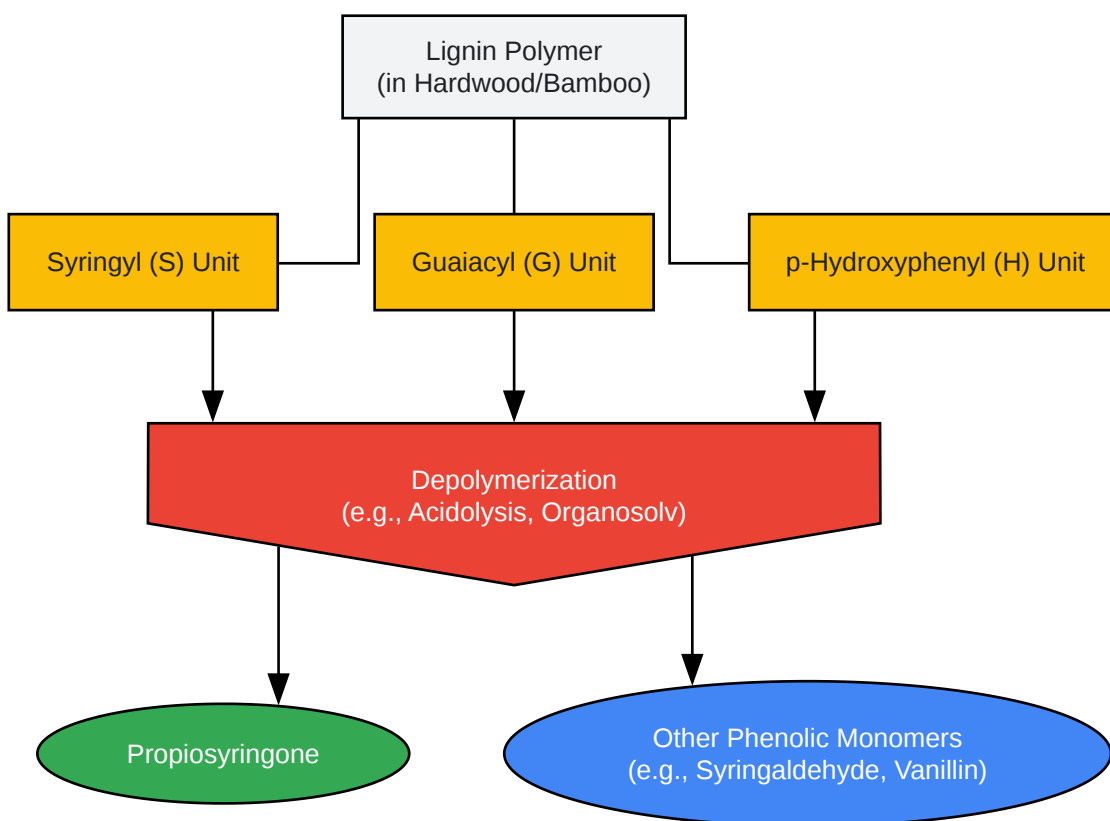 Lignin Polymer
(in Hardwood/Bamboo)
Syringyl (S) Unit
Guaiacyl (G) Unit
p-Hydroxyphenyl (H) Unit
Depolymerization
(e.g., Acidolysis, Organosolv)
Propiosyringone
Other Phenolic Monomers
(e.g., Syringaldehyde, Vanillin)